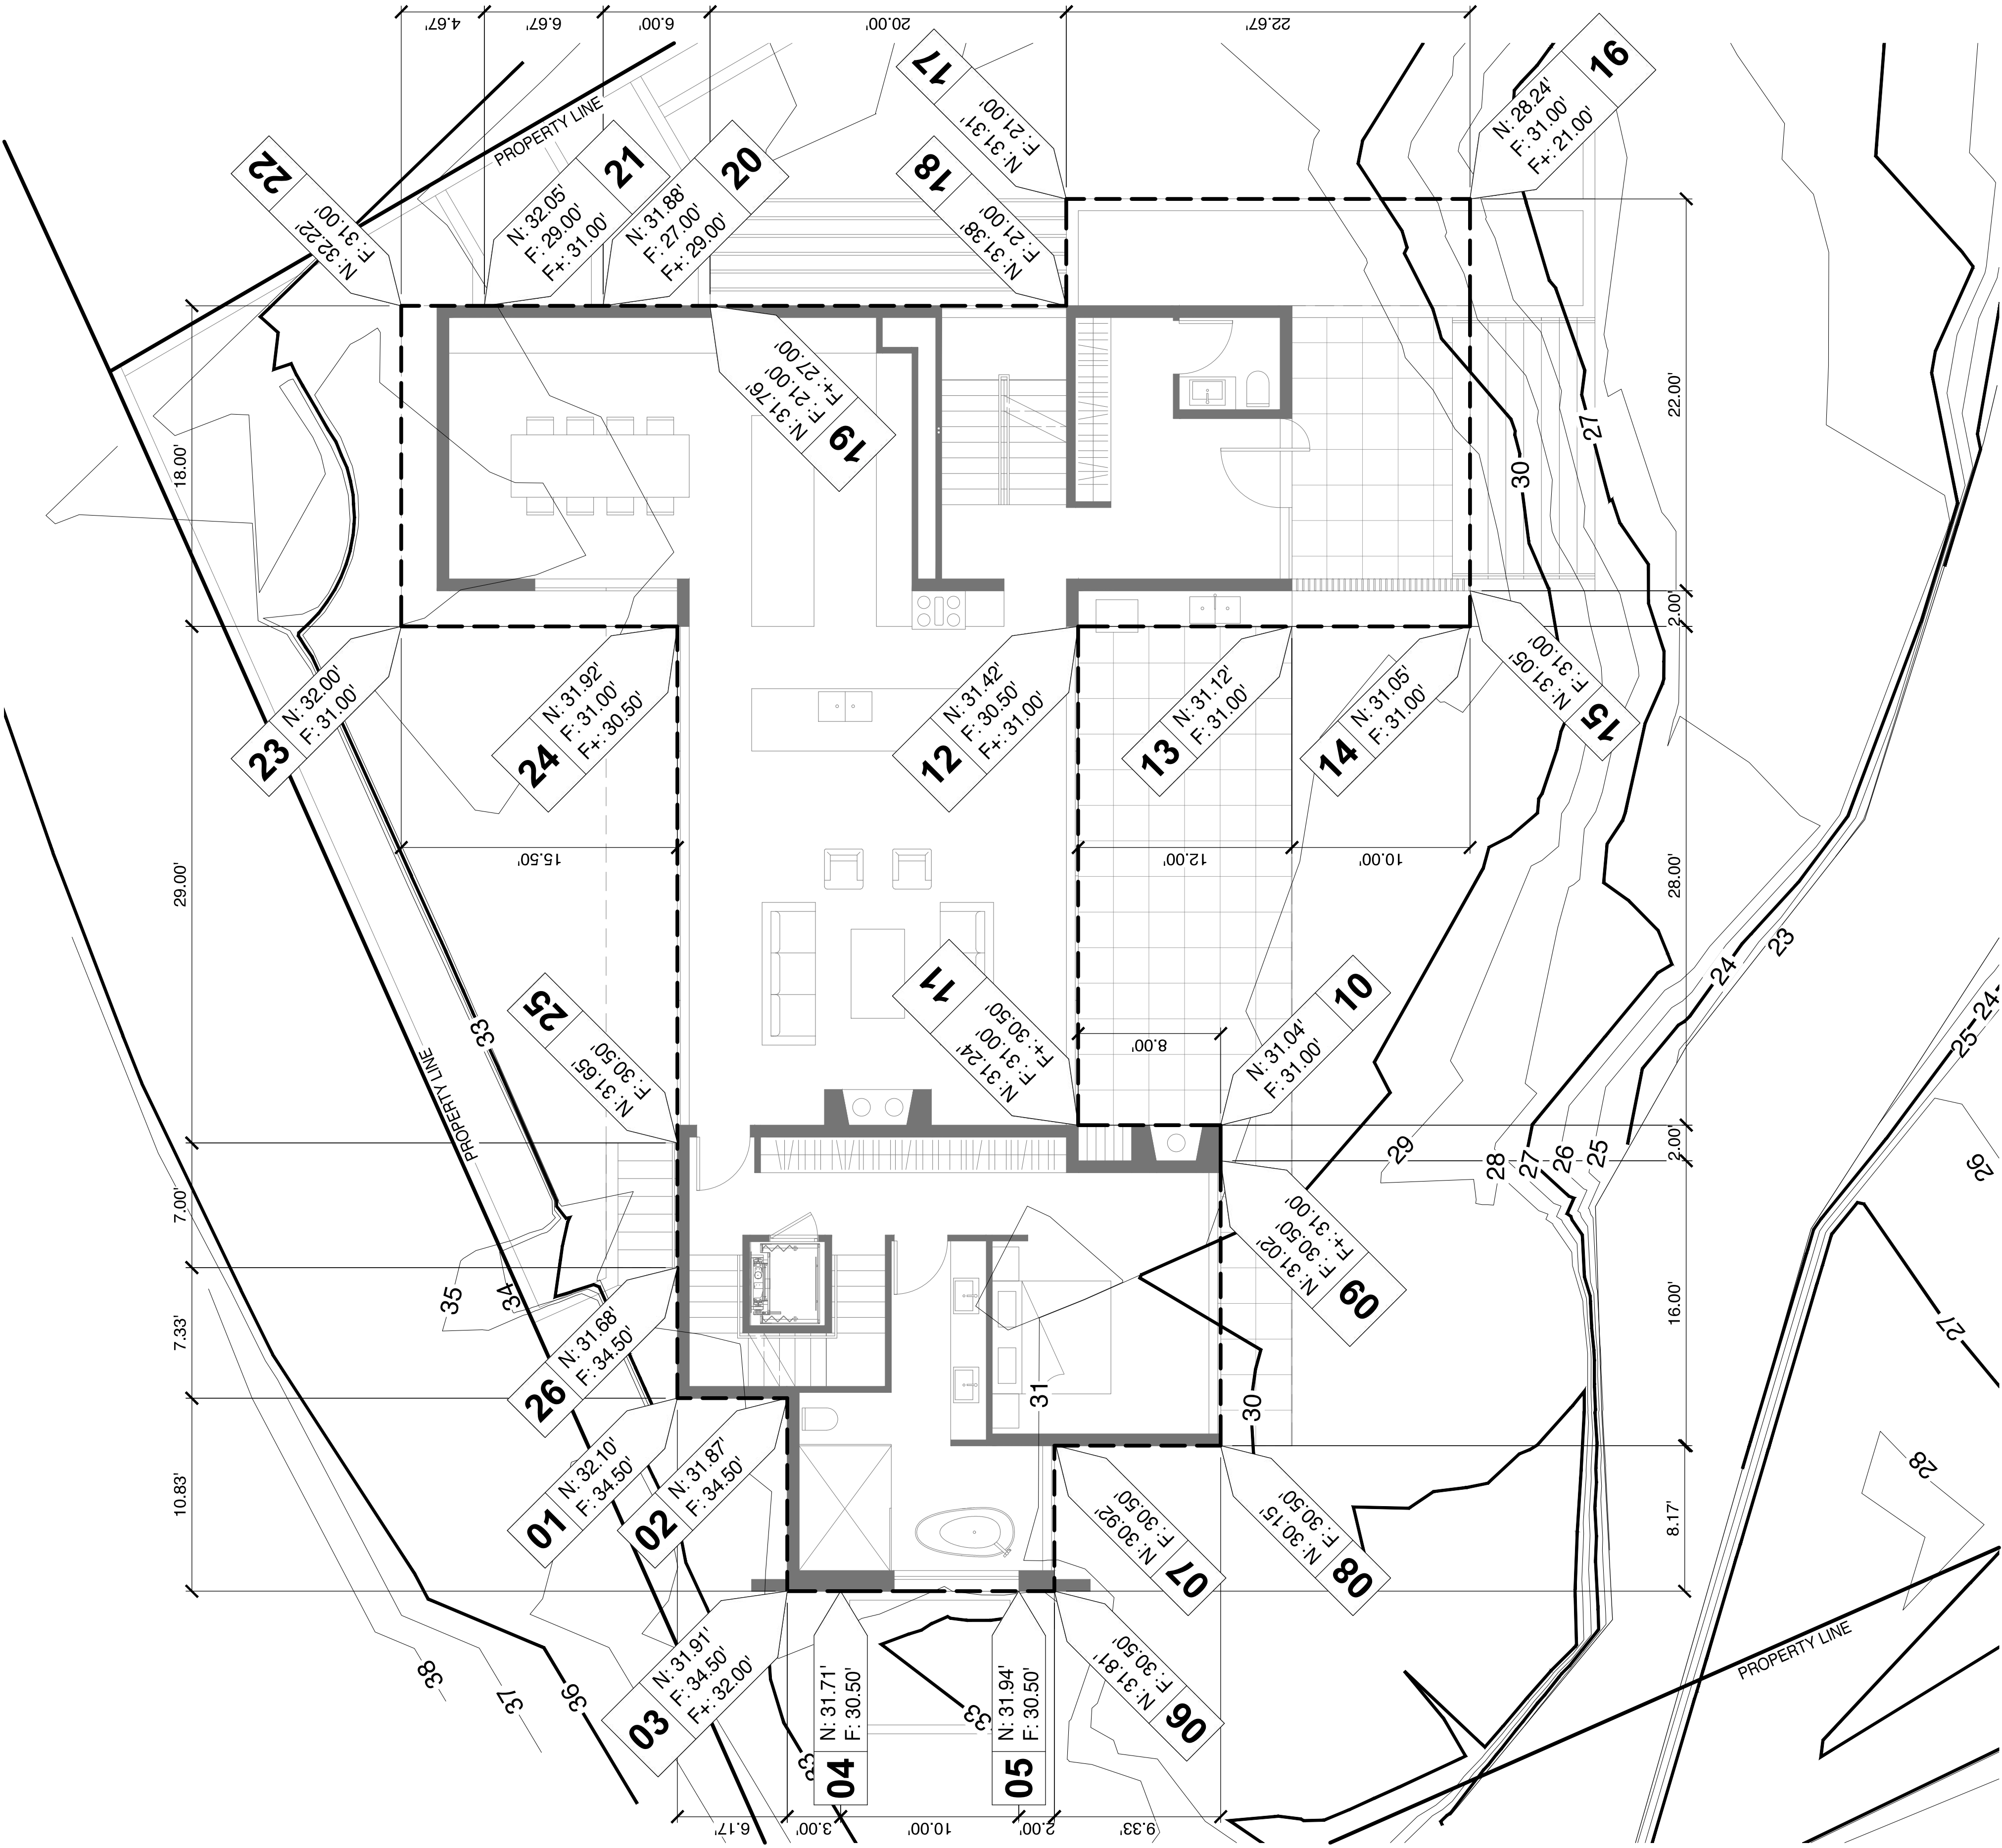 4.67'
6.67'
6.00'
20.00'
22.67'
17
N: 31.31'
F: 21.00'
16
N: 28.24'
F: 31.00'
F+: 21.00'
PROPERTY LINE
22
N: 32.22'
F: 31.00'
21
N: 32.05'
F: 29.00'
F+: 31.00'
20
N: 31.88'
F: 27.00'
F+: 29.00'
18
N: 31.38'
F: 21.00'
19
N: 31.76'
F: 21.00'
F+: 27.00'
18.00'
22.00'
27
30
2.00'
23
N: 32.00'
F: 31.00'
24
N: 31.92'
F: 31.00'
F+: 30.50'
12
N: 31.42'
F: 30.50'
F+: 31.00'
13
N: 31.12'
F: 31.00'
14
N: 31.05'
F: 31.00'
15
N: 31.05'
F: 31.00'
15.50'
12.00'
10.00'
29.00'
28.00'
23
24
25
24
33
PROPERTY LINE
25
N: 31.65'
F: 30.50'
11
N: 31.24'
F: 31.00'
F+: 30.50'
8.00'
10
N: 31.04'
F: 31.00'
29
28
27
26
25
2.00'
26
7.00'
09
N: 31.02'
F: 30.50'
F+: 31.00'
35
34
7.33'
16.00'
27
26
N: 31.68'
F: 34.50'
31
30
01
N: 32.10'
F: 34.50'
02
N: 31.87'
F: 34.50'
07
N: 30.92'
F: 30.50'
08
N: 30.15'
F: 30.50'
10.83'
8.17'
28
38
37
36
03
N: 31.91'
F: 34.50'
F+: 32.00'
33
04
N: 31.71'
F: 30.50'
33
05
N: 31.94'
F: 30.50'
06
N: 31.81'
F: 30.50'
PROPERTY LINE
6.17'
3.00'
10.00'
2.00'
9.33'